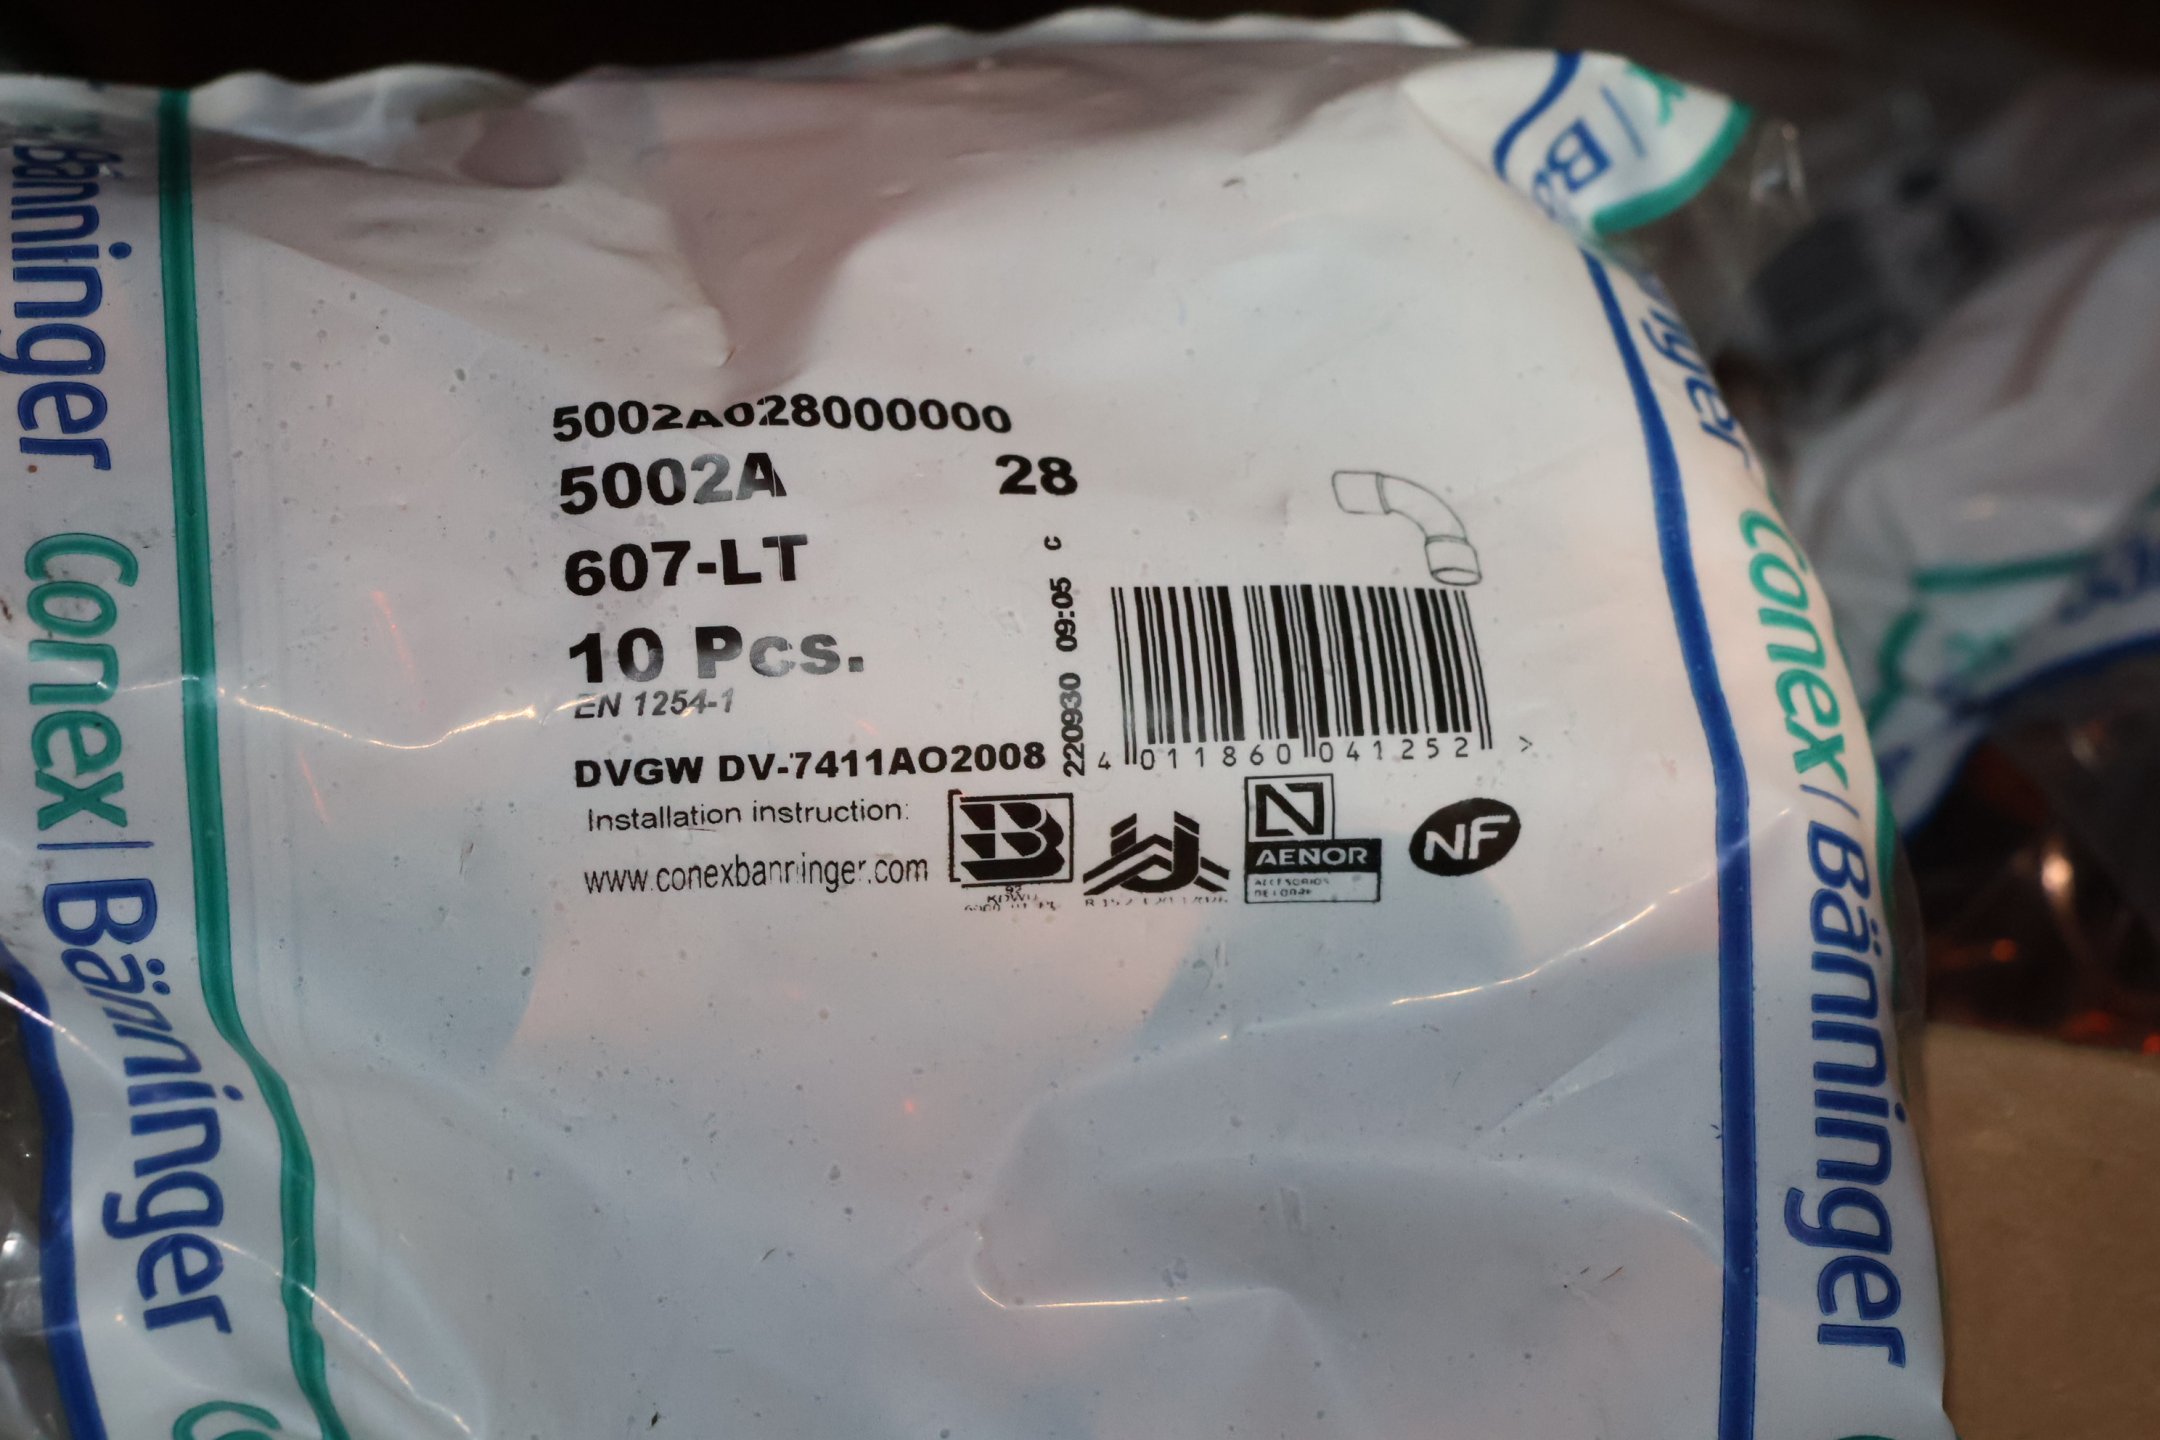 5002A028000000
5002A 28
607-LT
10 Pcs.
EN 1254-1
DVGW DV-7411AO2008
Installation instruction:
www.conexbanninger.com
220930 09:05 c
4 011860 041252 >
B
AENOR
NF
Bänninger Conex | Bänninger
Conex | Bänninger